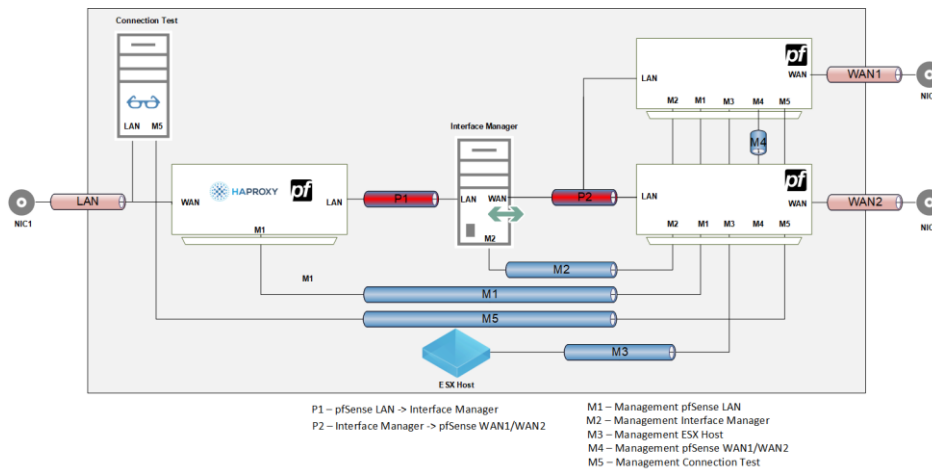 Connection Test
LAN M5
NIC1
LAN
WAN
HAPROXY
pf
LAN
M1
P1
Interface Manager
LAN
WAN
M2
P2
pf
LAN
WAN
M2 M1 M3 M4 M5
WAN1
NIC
M4
pf
LAN
WAN
M2 M1 M3 M4 M5
WAN2
NIC
M2
M1
M1
M5
M3
ESX Host
P1 – pfSense LAN -> Interface Manager
P2 – Interface Manager -> pfSense WAN1/WAN2
M1 – Management pfSense LAN
M2 – Management Interface Manager
M3 – Management ESX Host
M4 – Management pfSense WAN1/WAN2
M5 – Management Connection Test